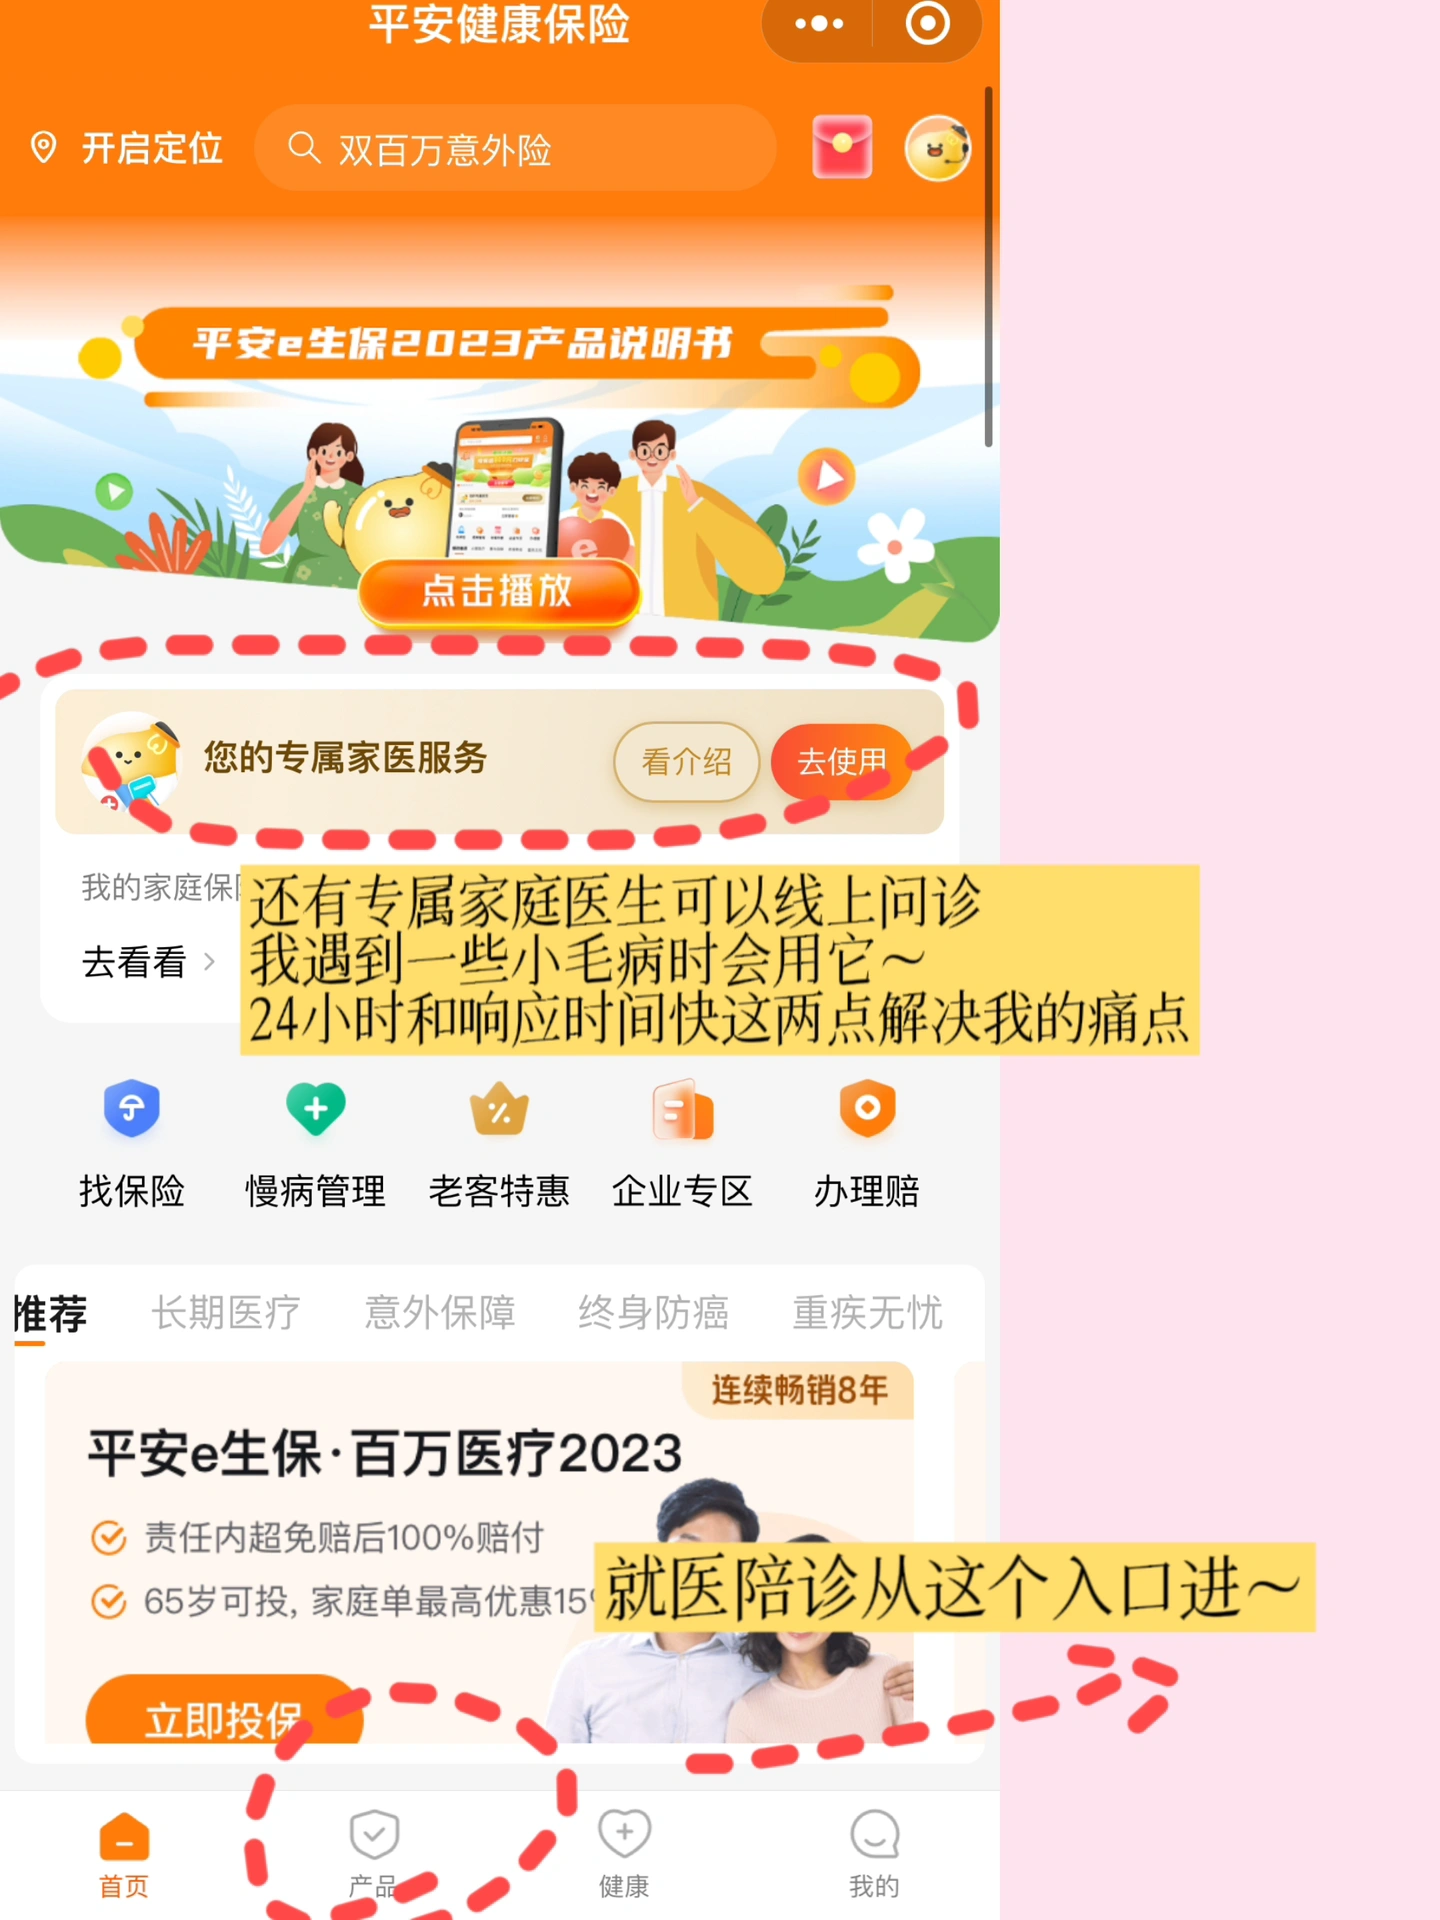 平安健康保险
开启定位
双百万意外险
平安e生保2023产品说明书
点击播放
您的专属家医服务
看介绍
去使用
我的家庭保
去看看
还有专属家庭医生可以线上问诊
我遇到一些小毛病时会用它～
24小时和响应时间快这两点解决我的痛点
找保险
慢病管理
老客特惠
企业专区
办理赔
推荐
长期医疗
意外保障
终身防癌
重疾无忧
连续畅销8年
平安e生保·百万医疗2023
责任内超免赔后100%赔付
65岁可投, 家庭单最高优惠15
就医陪诊从这个入口进～
立即投保
首页
产品
健康
我的